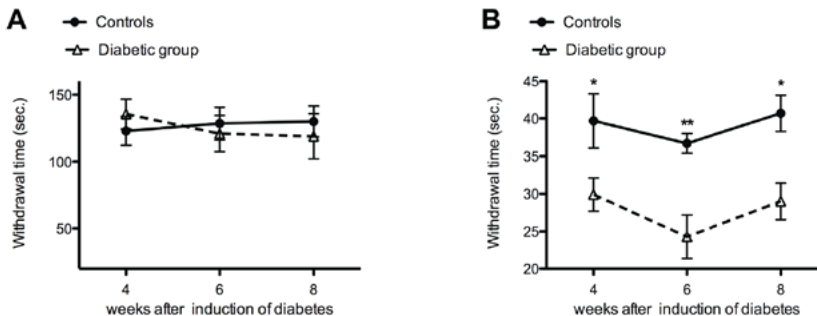 A
Controls
Diabetic group
Withdrawal time (sec.)
150
100
50
4 6 8
weeks after induction of diabetes
B
Controls
Diabetic group
Withdrawal time (sec.)
45
40
35
30
25
20
* ** *
4 6 8
weeks after induction of diabetes